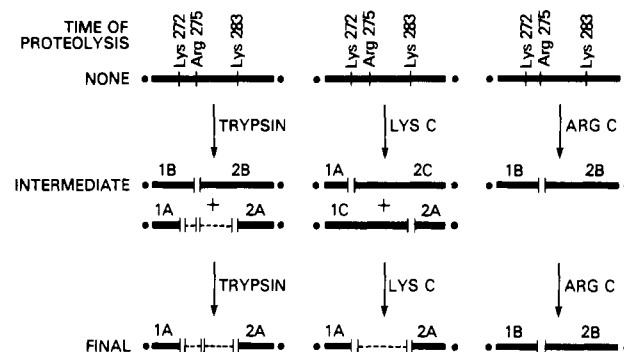 TIME OF
PROTEOLYSIS
Lys 272
Arg 275
Lys 283
Lys 272
Arg 275
Lys 283
Lys 272
Arg 275
Lys 283
NONE
TRYPSIN
LYS C
ARG C
INTERMEDIATE
1B 2B
1A 2C
1B 2B
+
+
1A 2A
1C 2A
TRYPSIN
LYS C
ARG C
FINAL
1A 2A
1A 2A
1B 2B